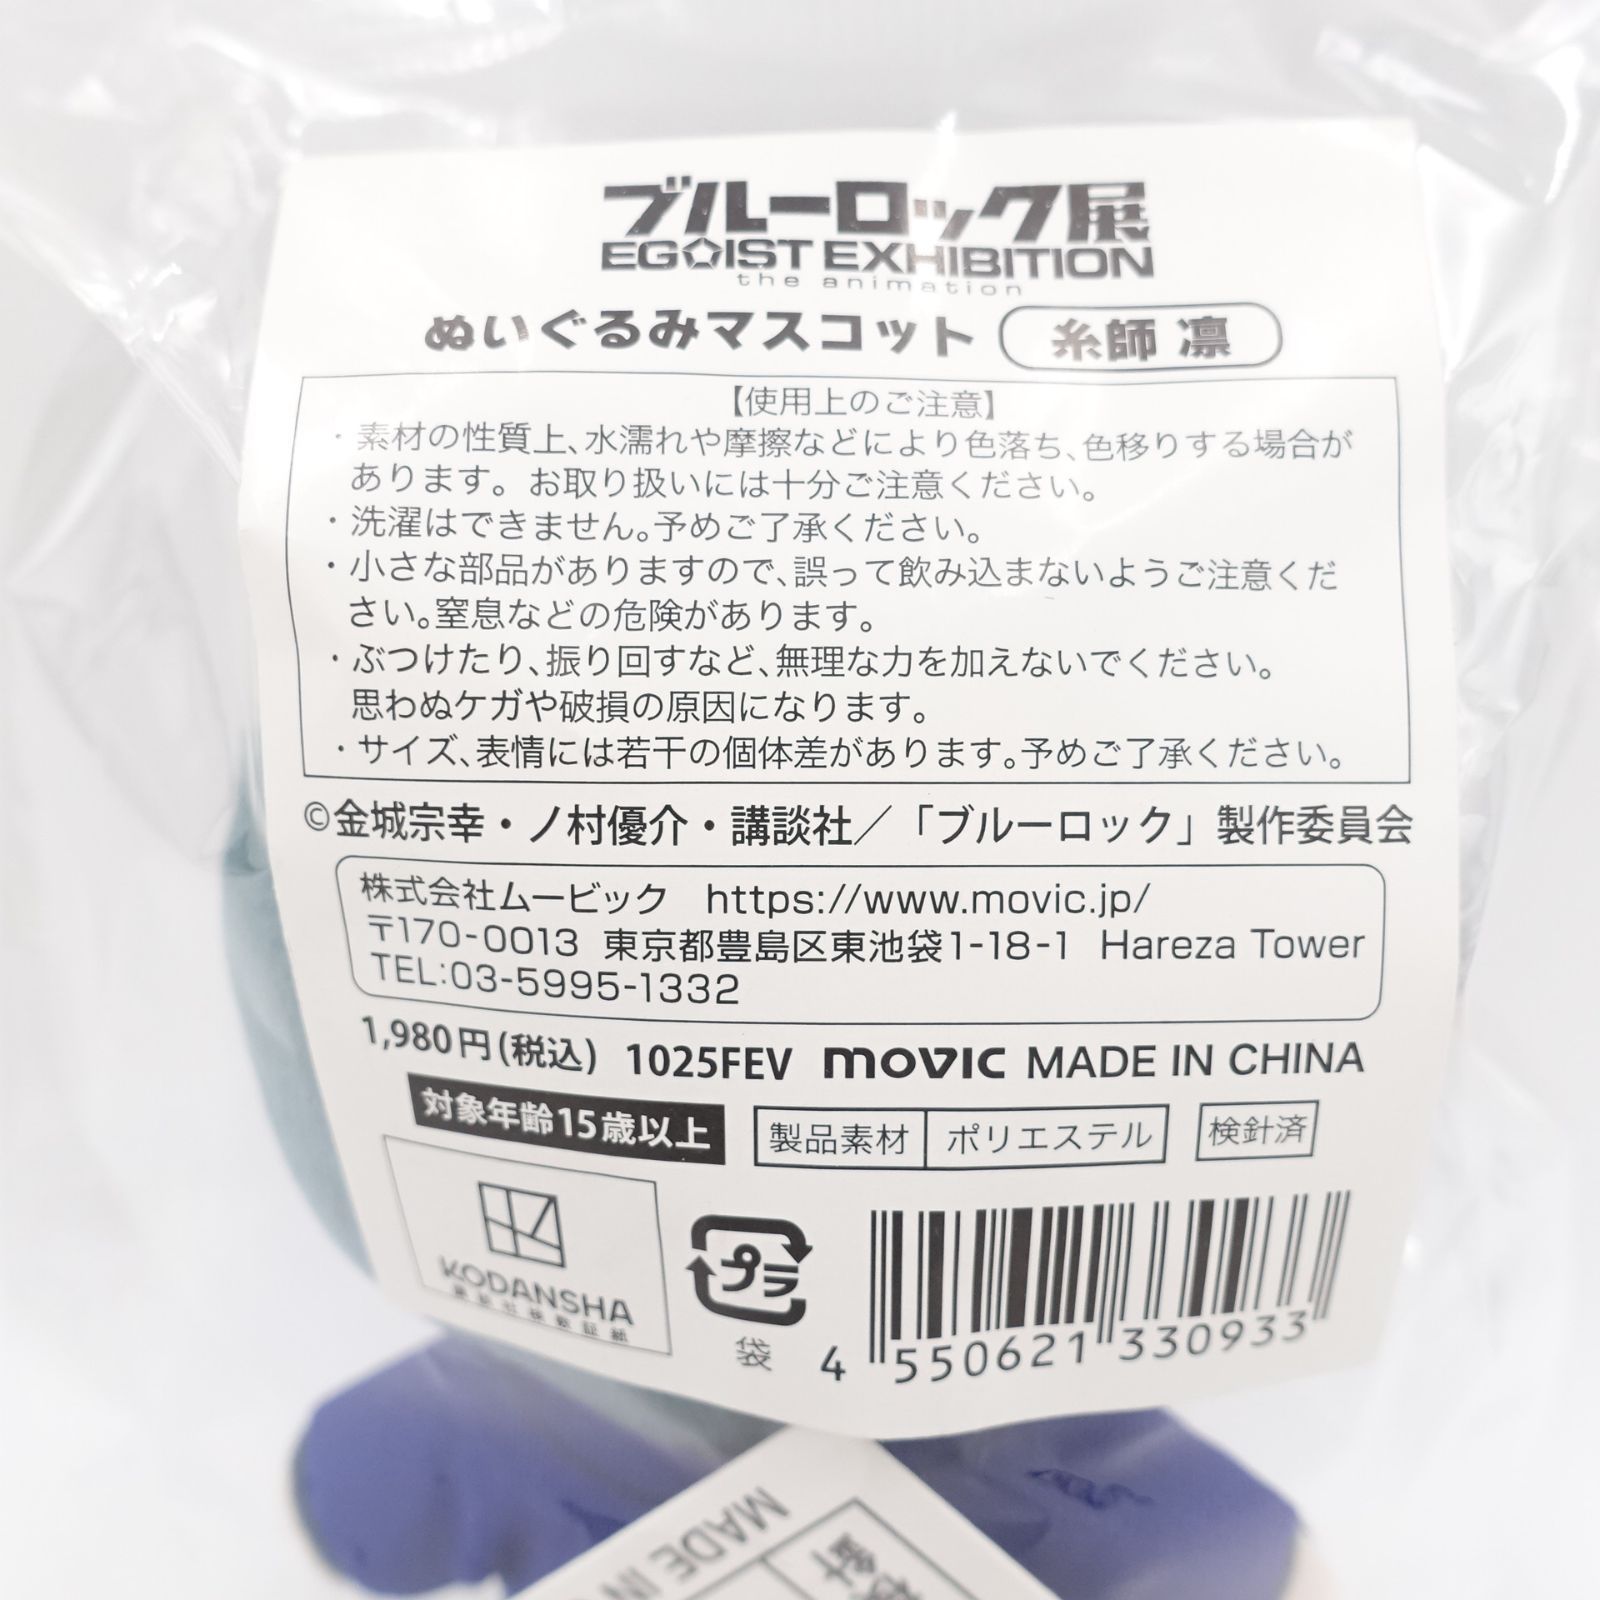 ブルーロック展
EGOIST EXHIBITION
the animation
ぬいぐるみマスコット 糸師 凛
【使用上のご注意】
・素材の性質上、水濡れや摩擦などにより色落ち、色移りする場合が
あります。お取り扱いには十分ご注意ください。
・洗濯はできません。予めご了承ください。
・小さな部品がありますので、誤って飲み込まないようご注意くだ
さい。窒息などの危険があります。
・ぶつけたり、振り回すなど、無理な力を加えないでください。
思わぬケガや破損の原因になります。
・サイズ、表情には若干の個体差があります。予めご了承ください。
©金城宗幸・ノ村優介・講談社／「ブルーロック」製作委員会
株式会社ムービック https://www.movic.jp/
〒170-0013 東京都豊島区東池袋1-18-1 Hareza Tower
TEL:03-5995-1332
1,980円(税込) 1025FEV movic MADE IN CHINA
対象年齢15歳以上 製品素材 ポリエステル 検針済
KODANSHA
講談社例認証紙
プラ
袋
4 550621 330933
MADE IN
検針